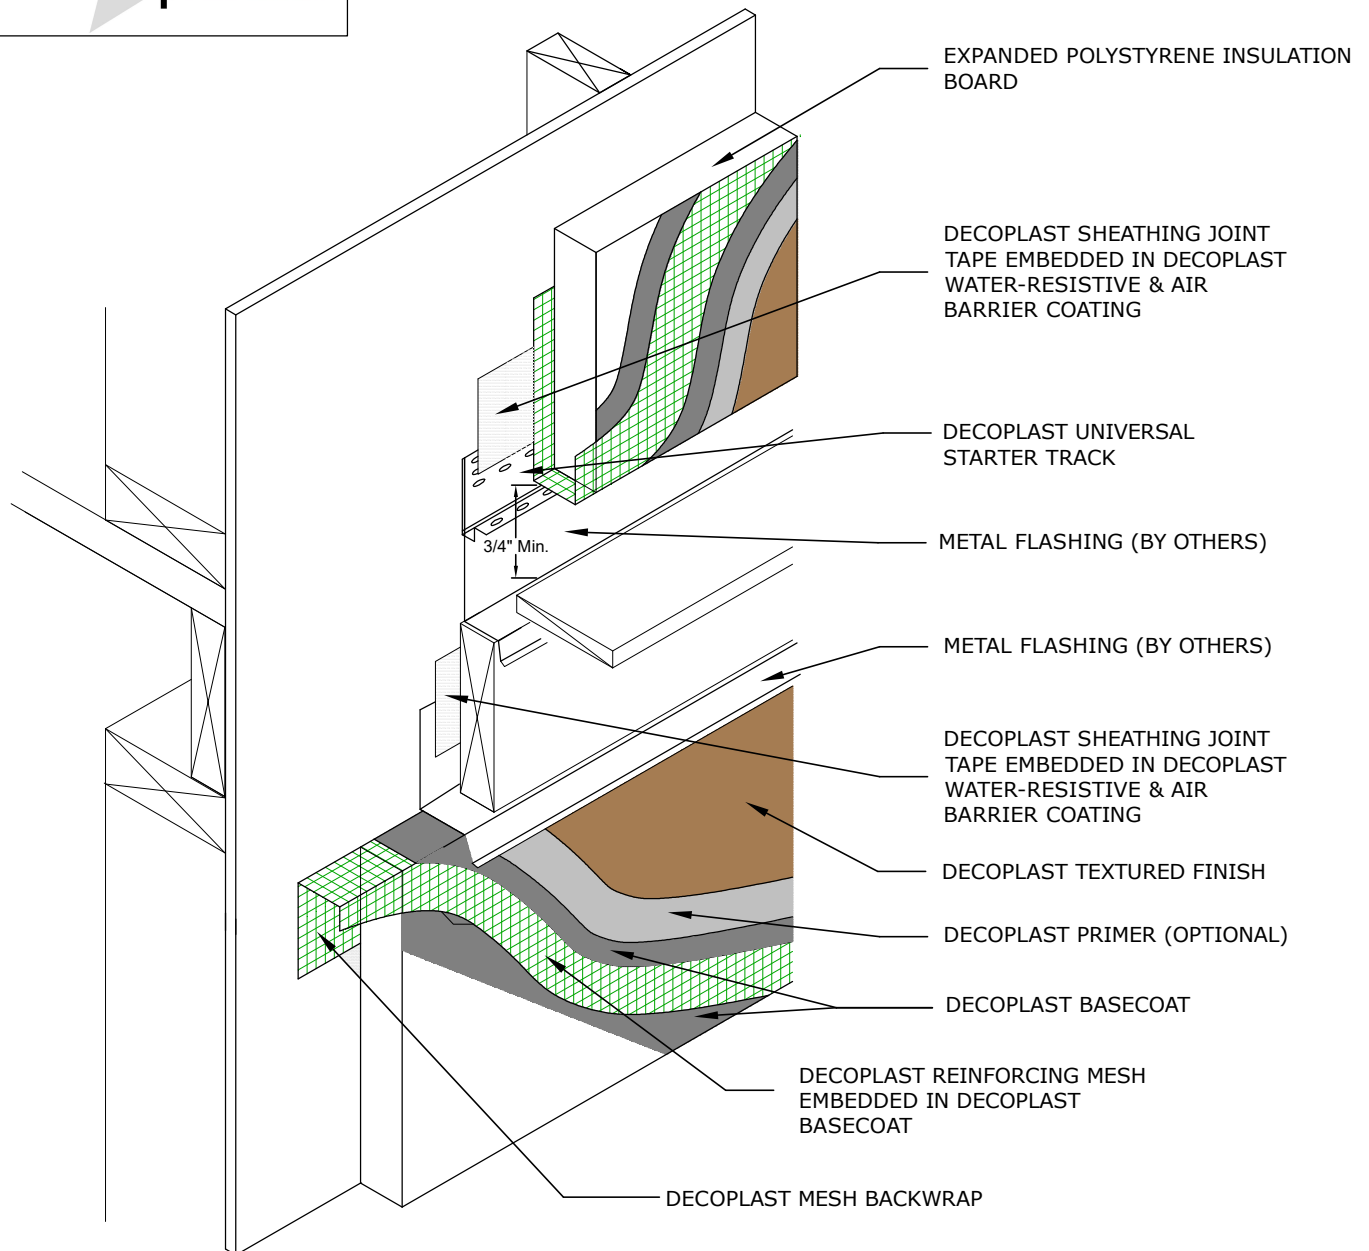 EXPANDED POLYSTYRENE INSULATION
BOARD
DECOPLAST SHEATHING JOINT
TAPE EMBEDDED IN DECOPLAST
WATER-RESISTIVE & AIR
BARRIER COATING
DECOPLAST UNIVERSAL
STARTER TRACK
METAL FLASHING (BY OTHERS)
3/4" Min.
METAL FLASHING (BY OTHERS)
DECOPLAST SHEATHING JOINT
TAPE EMBEDDED IN DECOPLAST
WATER-RESISTIVE & AIR
BARRIER COATING
DECOPLAST TEXTURED FINISH
DECOPLAST PRIMER (OPTIONAL)
DECOPLAST BASECOAT
DECOPLAST REINFORCING MESH
EMBEDDED IN DECOPLAST
BASECOAT
DECOPLAST MESH BACKWRAP